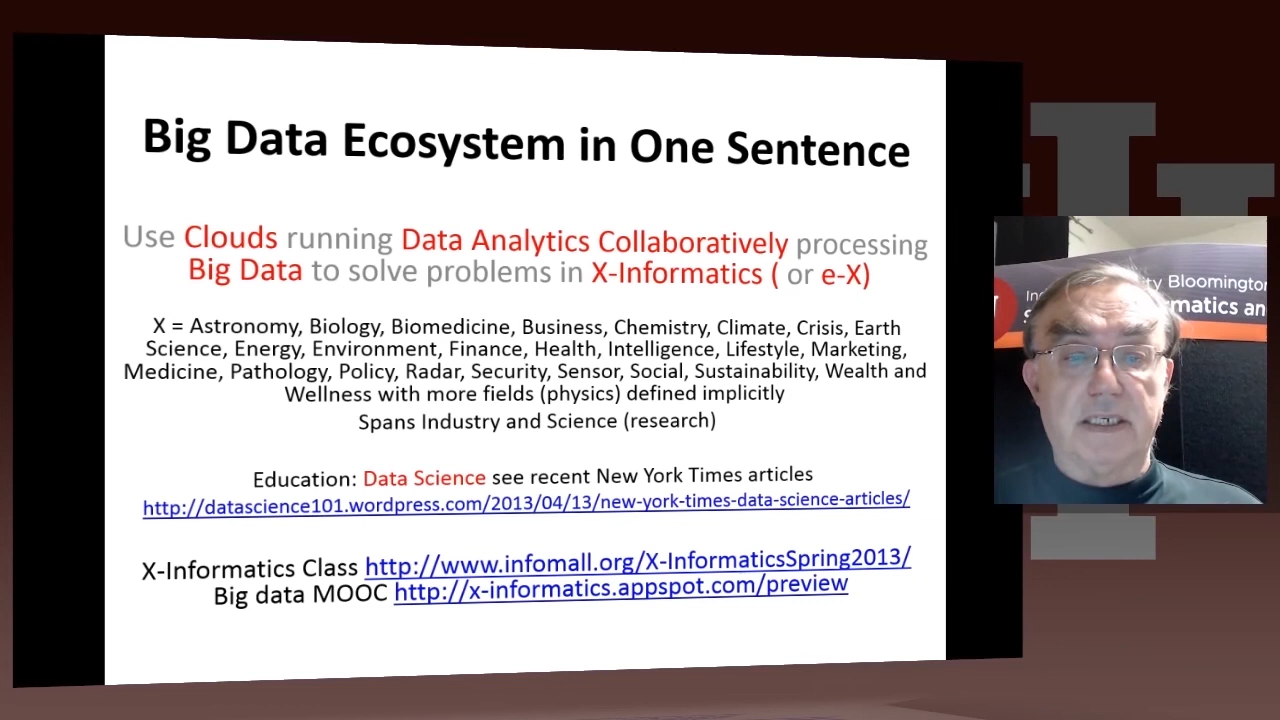 Big Data Ecosystem in One Sentence
Use Clouds running Data Analytics Collaboratively processing
Big Data to solve problems in X-Informatics ( or e-X)
X = Astronomy, Biology, Biomedicine, Business, Chemistry, Climate, Crisis, Earth
Science, Energy, Environment, Finance, Health, Intelligence, Lifestyle, Marketing,
Medicine, Pathology, Policy, Radar, Security, Sensor, Social, Sustainability, Wealth and
Wellness with more fields (physics) defined implicitly
Spans Industry and Science (research)
Education: Data Science see recent New York Times articles
http://datascience101.wordpress.com/2013/04/13/new-york-times-data-science-articles/
X-Informatics Class http://www.infomall.org/X-InformaticsSpring2013/
Big data MOOC http://x-informatics.appspot.com/preview
Bloomington